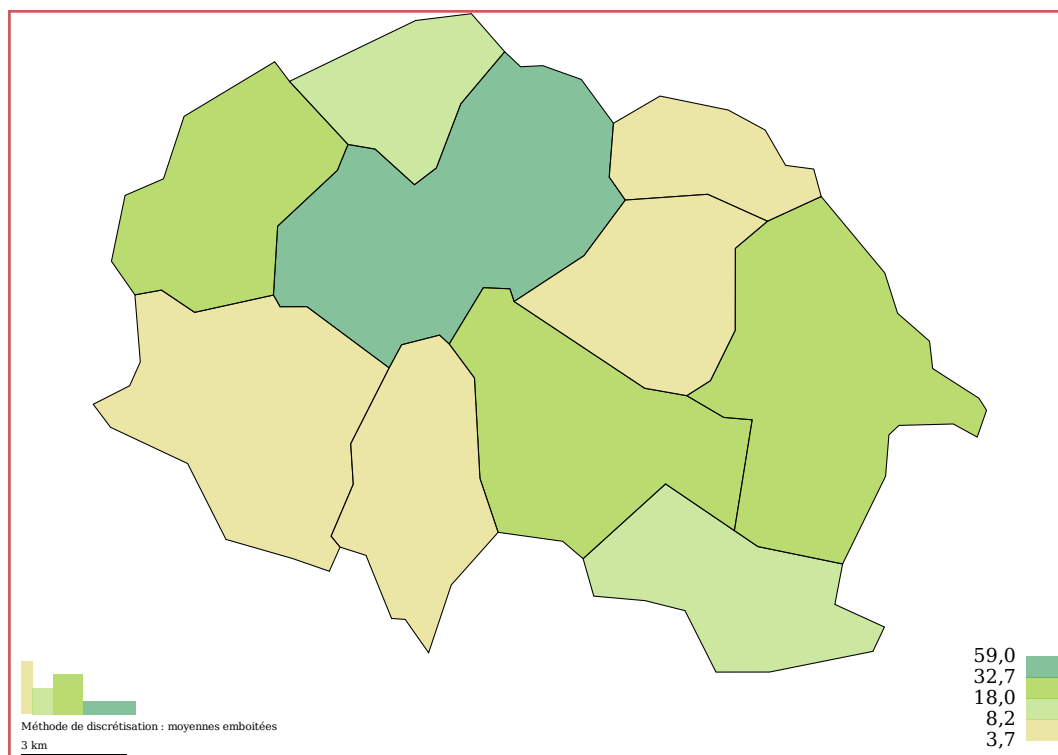 59,0
32,7
18,0
8,2
3,7
Méthode de discrétisation : moyennes emboitées
3 km